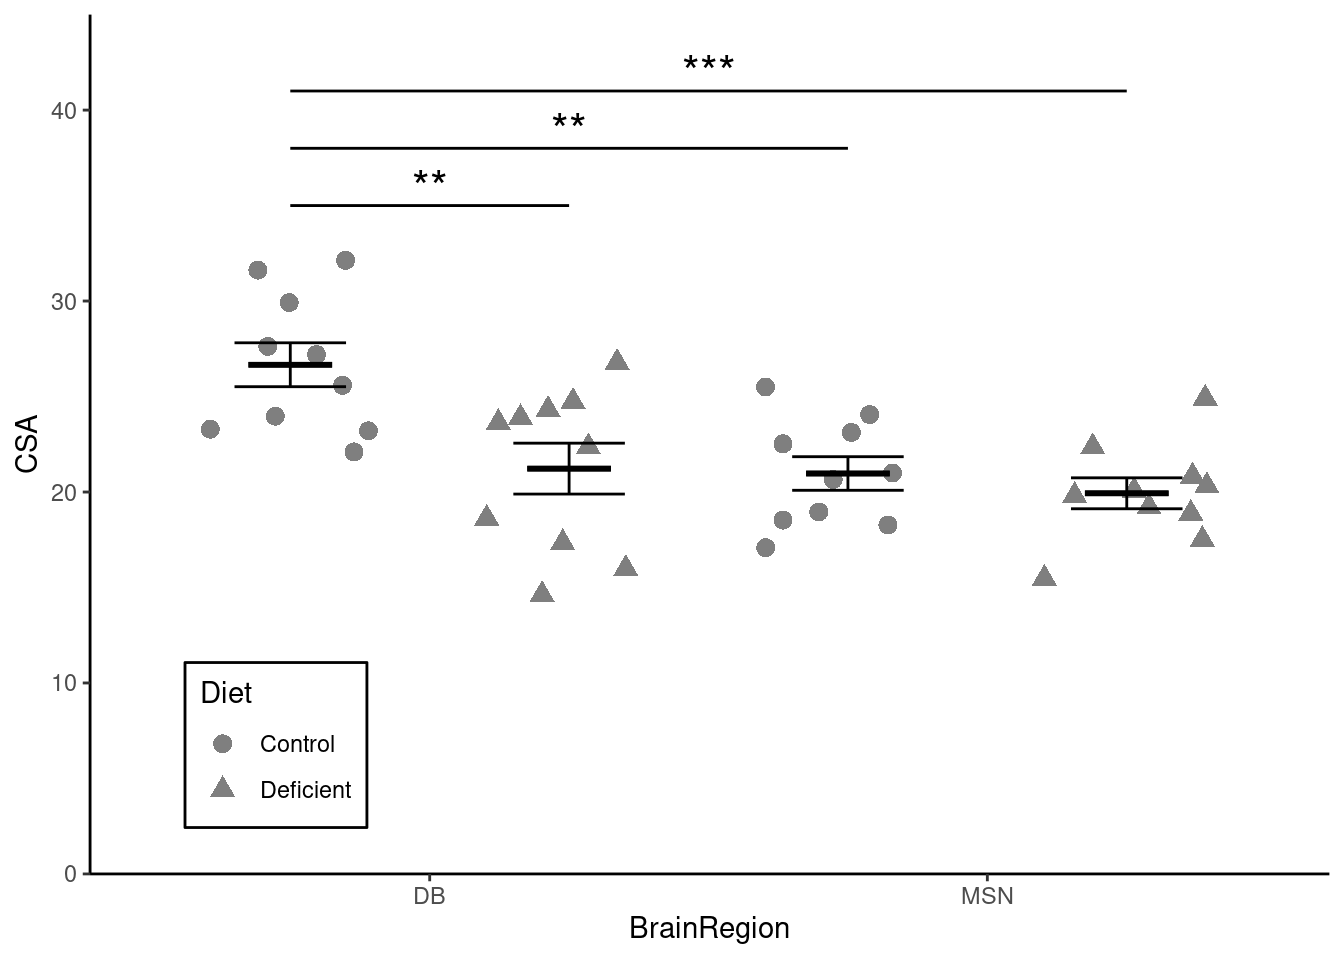 ***
40
**
**
30
CSA
20
10
Diet
Control
Deficient
0
DB MSN
BrainRegion